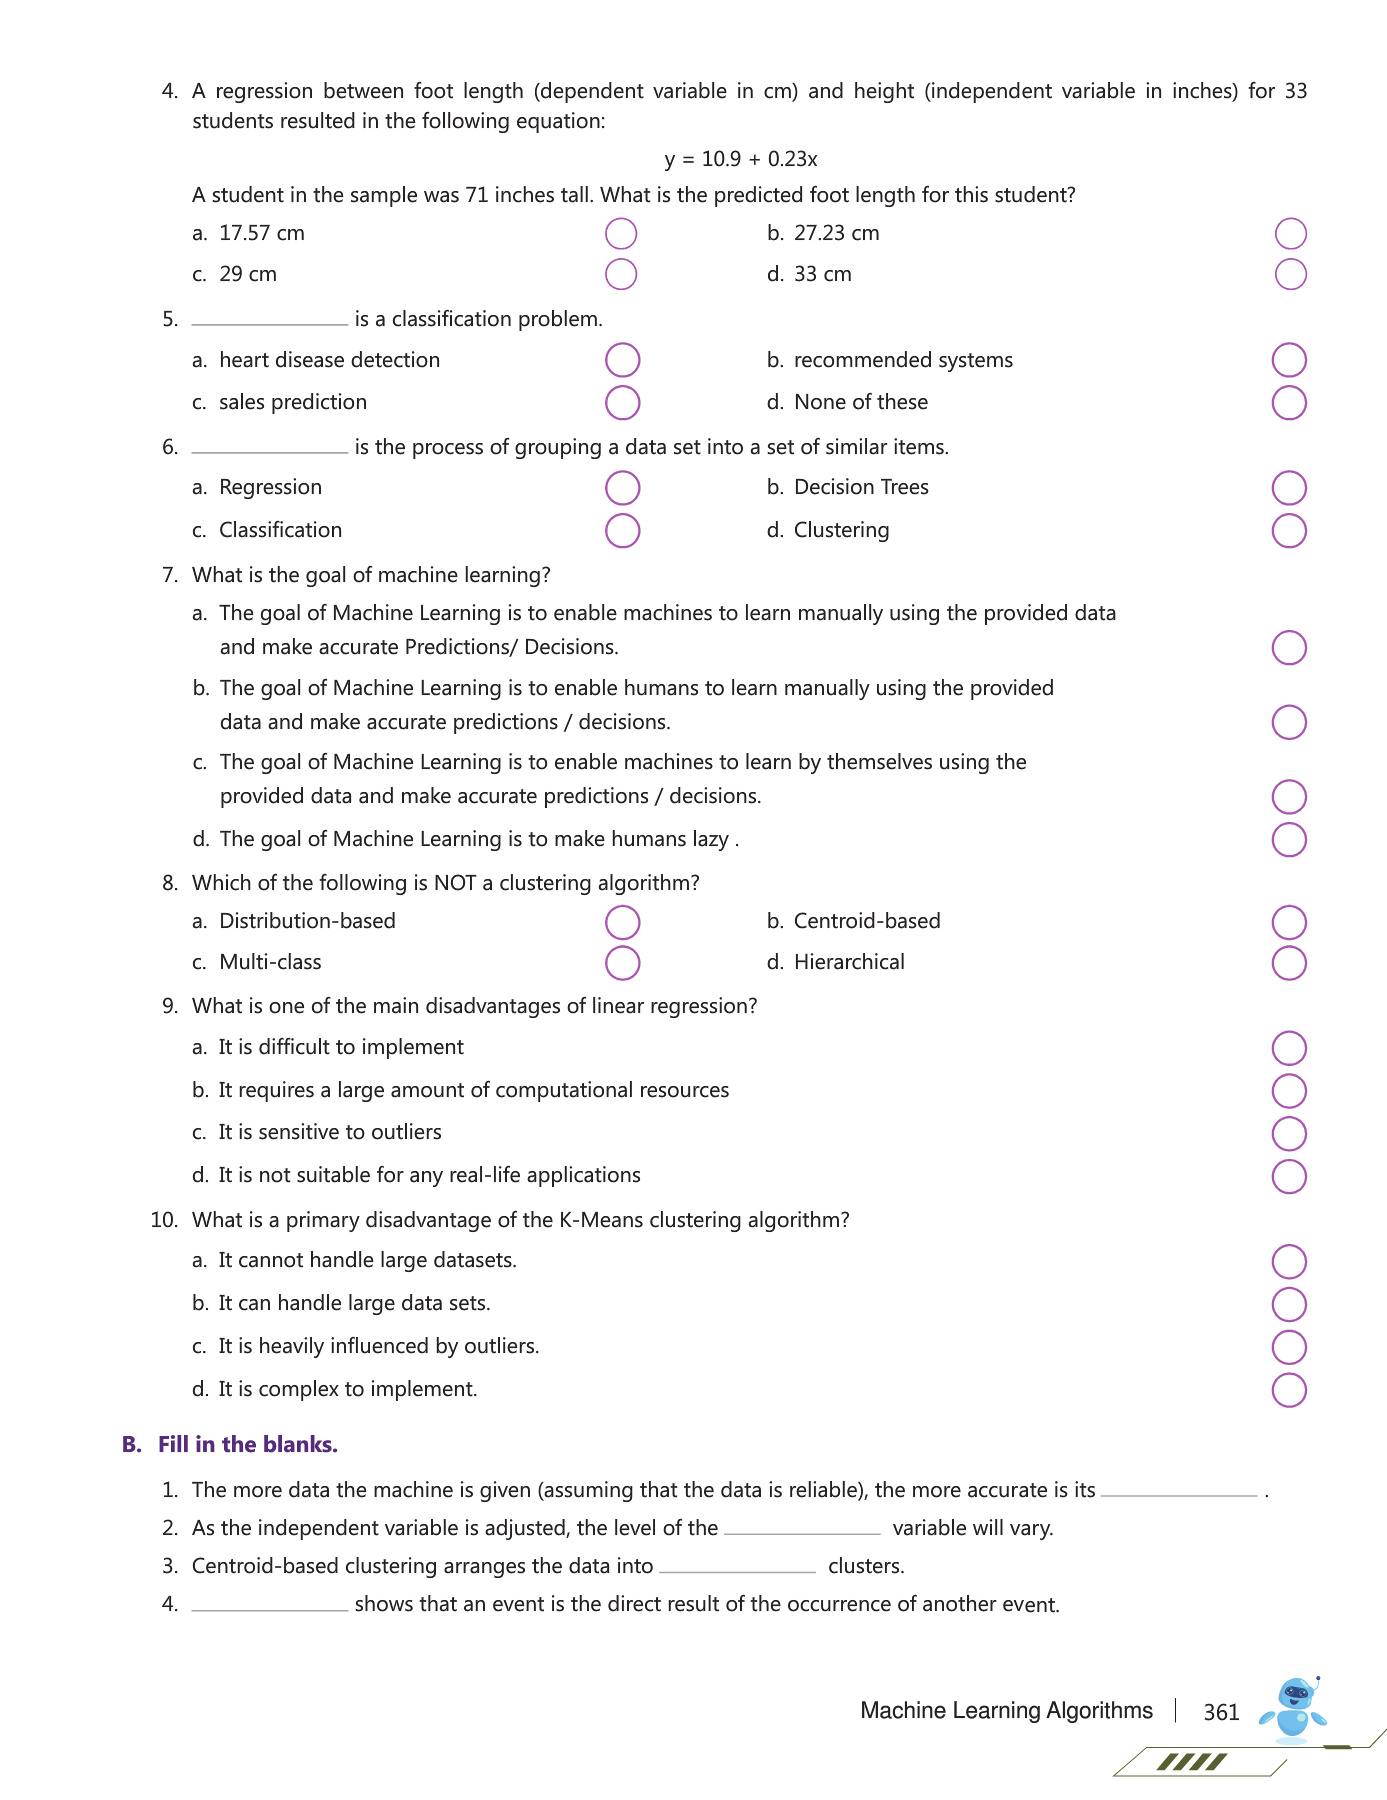 4. A regression between foot length (dependent variable in cm) and height (independent variable in inches) for 33
students resulted in the following equation:
y = 10.9 + 0.23x
A student in the sample was 71 inches tall. What is the predicted foot length for this student?
a. 17.57 cm b. 27.23 cm
c. 29 cm d. 33 cm
5. ______________ is a classification problem.
a. heart disease detection b. recommended systems
c. sales prediction d. None of these
6. ______________ is the process of grouping a data set into a set of similar items.
a. Regression b. Decision Trees
c. Classification d. Clustering
7. What is the goal of machine learning?
a. The goal of Machine Learning is to enable machines to learn manually using the provided data
and make accurate Predictions/ Decisions.
b. The goal of Machine Learning is to enable humans to learn manually using the provided
data and make accurate predictions / decisions.
c. The goal of Machine Learning is to enable machines to learn by themselves using the
provided data and make accurate predictions / decisions.
d. The goal of Machine Learning is to make humans lazy .
8. Which of the following is NOT a clustering algorithm?
a. Distribution-based b. Centroid-based
c. Multi-class d. Hierarchical
9. What is one of the main disadvantages of linear regression?
a. It is difficult to implement
b. It requires a large amount of computational resources
c. It is sensitive to outliers
d. It is not suitable for any real-life applications
10. What is a primary disadvantage of the K-Means clustering algorithm?
a. It cannot handle large datasets.
b. It can handle large data sets.
c. It is heavily influenced by outliers.
d. It is complex to implement.
B. Fill in the blanks.
1. The more data the machine is given (assuming that the data is reliable), the more accurate is its ______________ .
2. As the independent variable is adjusted, the level of the ______________ variable will vary.
3. Centroid-based clustering arranges the data into ______________ clusters.
4. ______________ shows that an event is the direct result of the occurrence of another event.
Machine Learning Algorithms 361